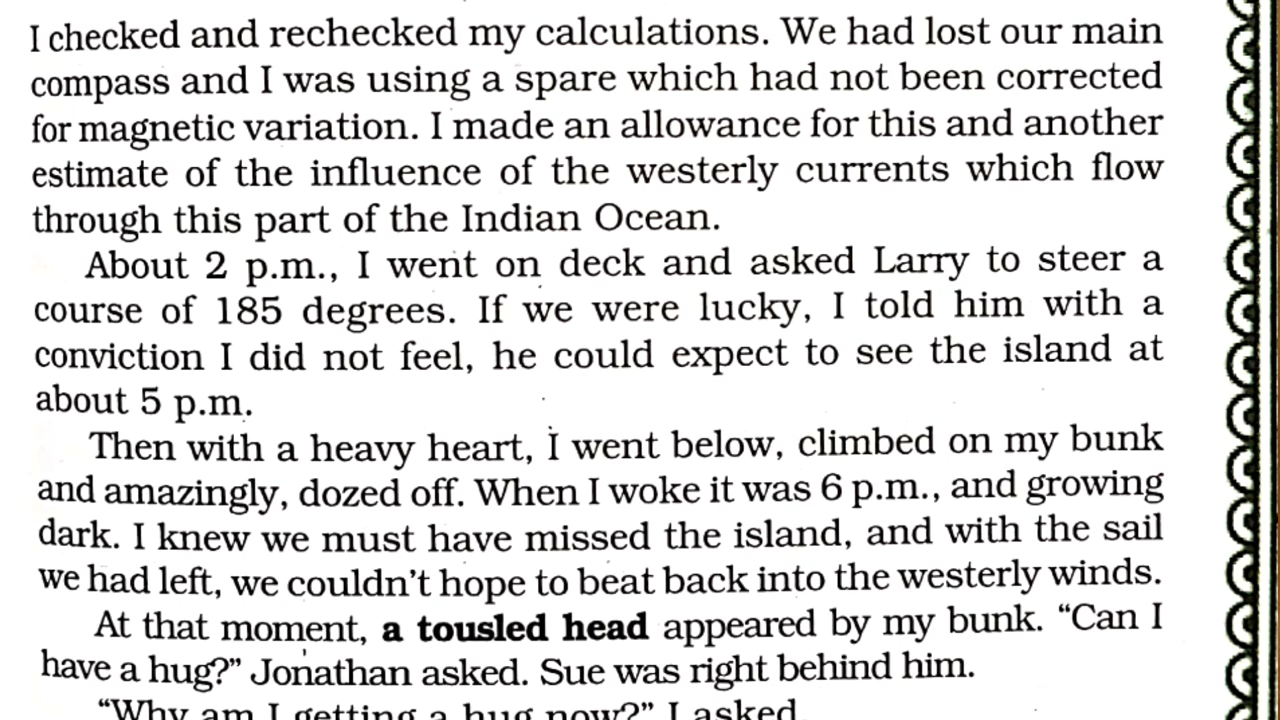 I checked and rechecked my calculations. We had lost our main
compass and I was using a spare which had not been corrected
for magnetic variation. I made an allowance for this and another
estimate of the influence of the westerly currents which flow
through this part of the Indian Ocean.
About 2 p.m., I went on deck and asked Larry to steer a
course of 185 degrees. If we were lucky, I told him with a
conviction I did not feel, he could expect to see the island at
about 5 p.m.
Then with a heavy heart, I went below, climbed on my bunk
and amazingly, dozed off. When I woke it was 6 p.m., and growing
dark. I knew we must have missed the island, and with the sail
we had left, we couldn't hope to beat back into the westerly winds.
At that moment, a tousled head appeared by my bunk. “Can I
have a hug?” Jonathan asked. Sue was right behind him.
“Why am I getting a hug now?” I asked.